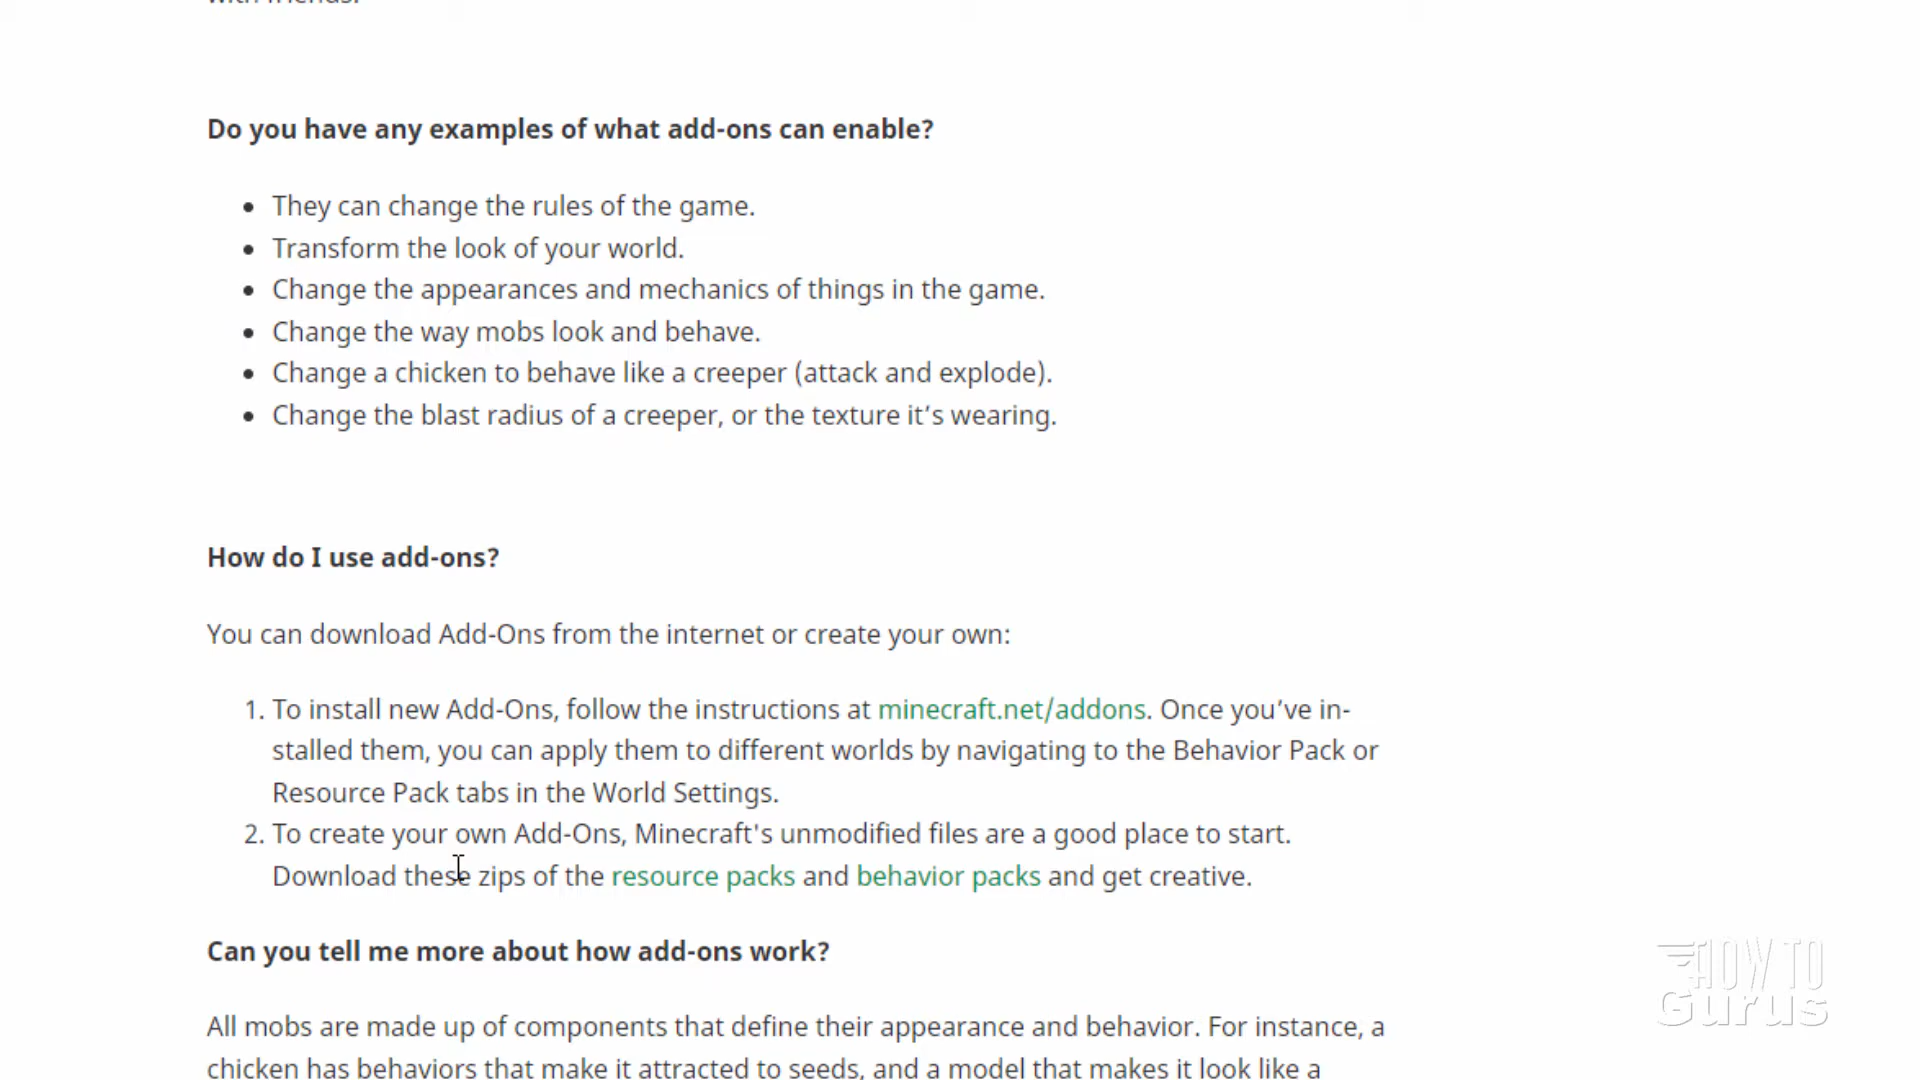 with friends.
Do you have any examples of what add-ons can enable?
• They can change the rules of the game.
• Transform the look of your world.
• Change the appearances and mechanics of things in the game.
• Change the way mobs look and behave.
• Change a chicken to behave like a creeper (attack and explode).
• Change the blast radius of a creeper, or the texture it’s wearing.
How do I use add-ons?
You can download Add-Ons from the internet or create your own:
1. To install new Add-Ons, follow the instructions at minecraft.net/addons. Once you’ve in-
stalled them, you can apply them to different worlds by navigating to the Behavior Pack or
Resource Pack tabs in the World Settings.
2. To create your own Add-Ons, Minecraft's unmodified files are a good place to start.
Download these zips of the resource packs and behavior packs and get creative.
Can you tell me more about how add-ons work?
All mobs are made up of components that define their appearance and behavior. For instance, a
chicken has behaviors that make it attracted to seeds, and a model that makes it look like a
HOW TO
Gurus